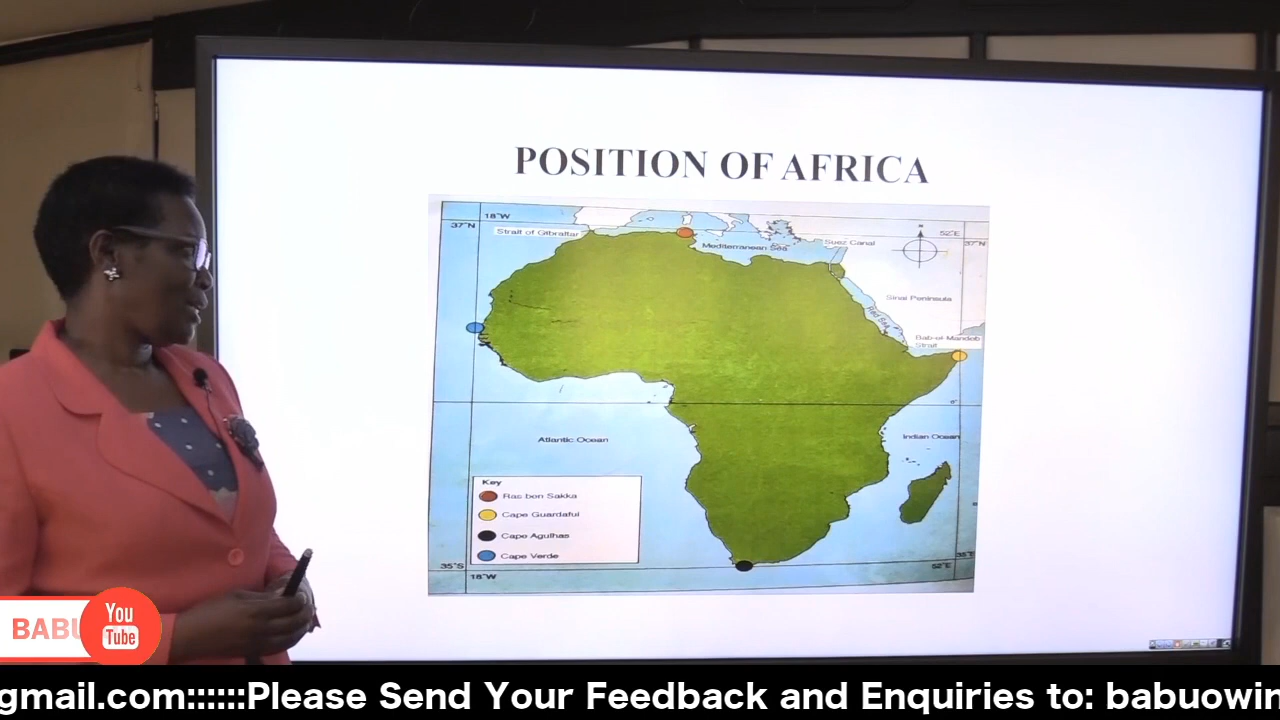 POSITION OF AFRICA
18°W
37°N
Strait of Gibraltar
Mediterranean Sea
Suez Canal
N
52°E
37°N
Sinai Peninsula
Red Sea
Bab-el-Mandeb
Strait
0°
Atlantic Ocean
Indian Ocean
Key
Ras ben Sakka
Cape Guardafui
Cape Agulhas
Cape Verde
35°S
18°W
35°S
52°E
BABU
You
Tube
gmail.com::::::Please Send Your Feedback and Enquiries to: babuowin